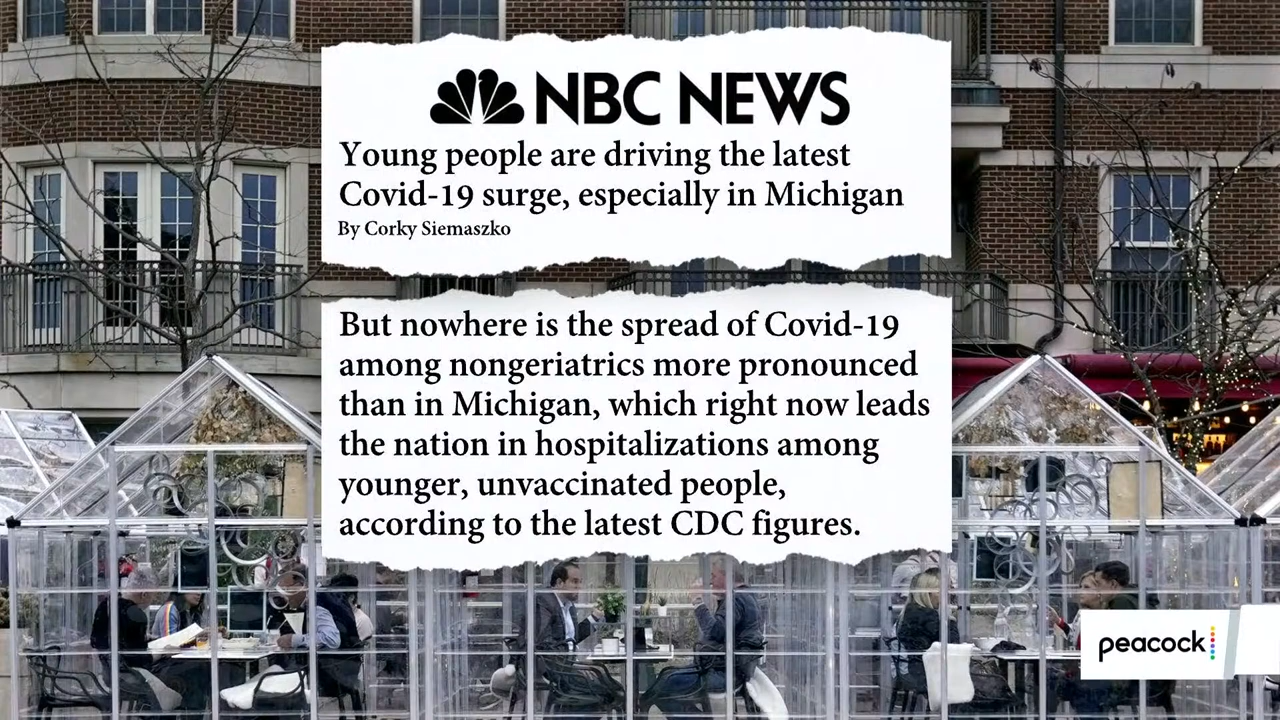 NBC NEWS
Young people are driving the latest
Covid-19 surge, especially in Michigan
By Corky Siemaszko
But nowhere is the spread of Covid-19
among nongeriatrics more pronounced
than in Michigan, which right now leads
the nation in hospitalizations among
younger, unvaccinated people,
according to the latest CDC figures.
peacock